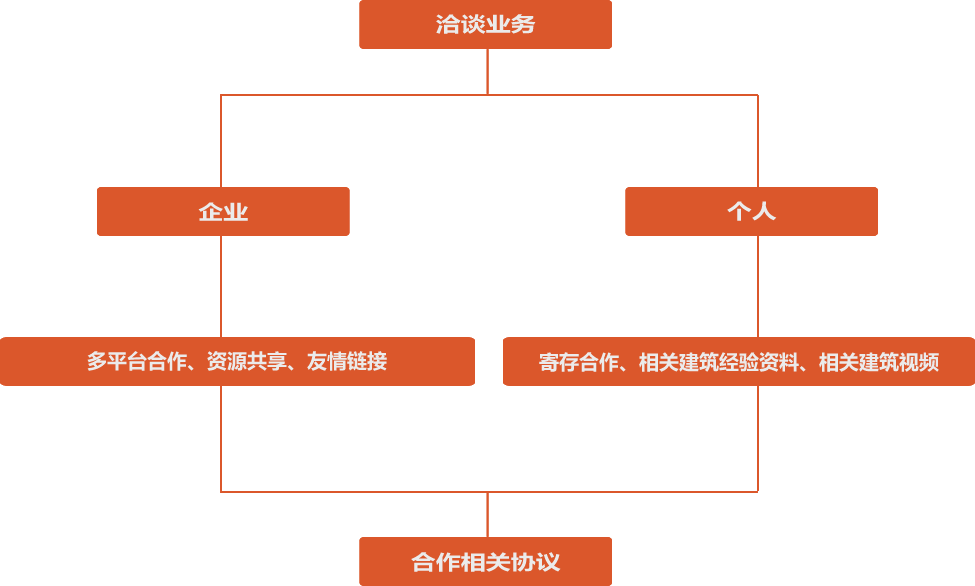 洽谈业务
企业
个人
多平台合作、资源共享、友情链接
寄存合作、相关建筑经验资料、相关建筑视频
合作相关协议